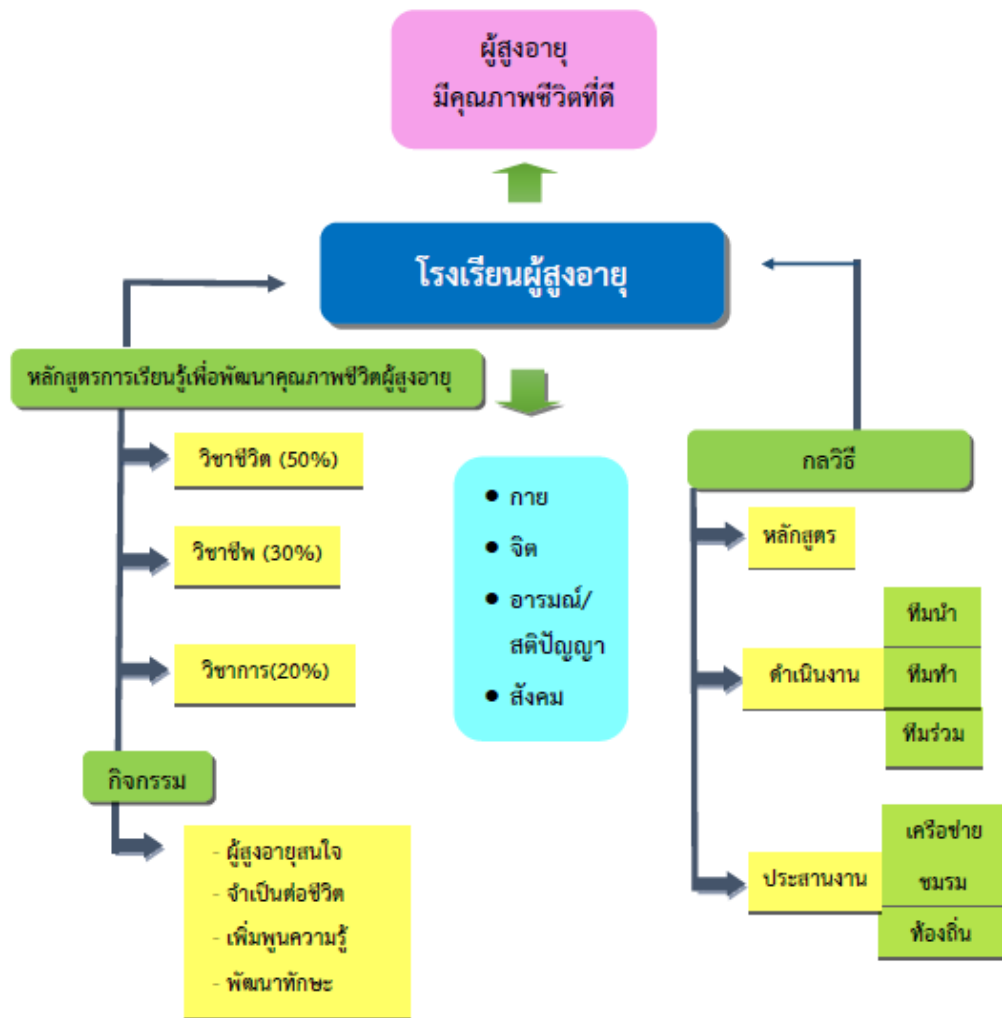 ผู้สูงอายุ
มีคุณภาพชีวิตที่ดี
โรงเรียนผู้สูงอายุ
หลักสูตรการเรียนรู้เพื่อพัฒนาคุณภาพชีวิตผู้สูงอายุ
วิชาชีวิต (50%)
วิชาชีพ (30%)
วิชาการ(20%)
กิจกรรม
- ผู้สูงอายุสนใจ
- จำเป็นต่อชีวิต
- เพิ่มพูนความรู้
- พัฒนาทักษะ
• กาย
• จิต
• อารมณ์/
สติปัญญา
• สังคม
กลวิธี
หลักสูตร
ดำเนินงาน
ทีมนำ
ทีมทำ
ทีมร่วม
ประสานงาน
เครือข่าย
ชมรม
ท้องถิ่น